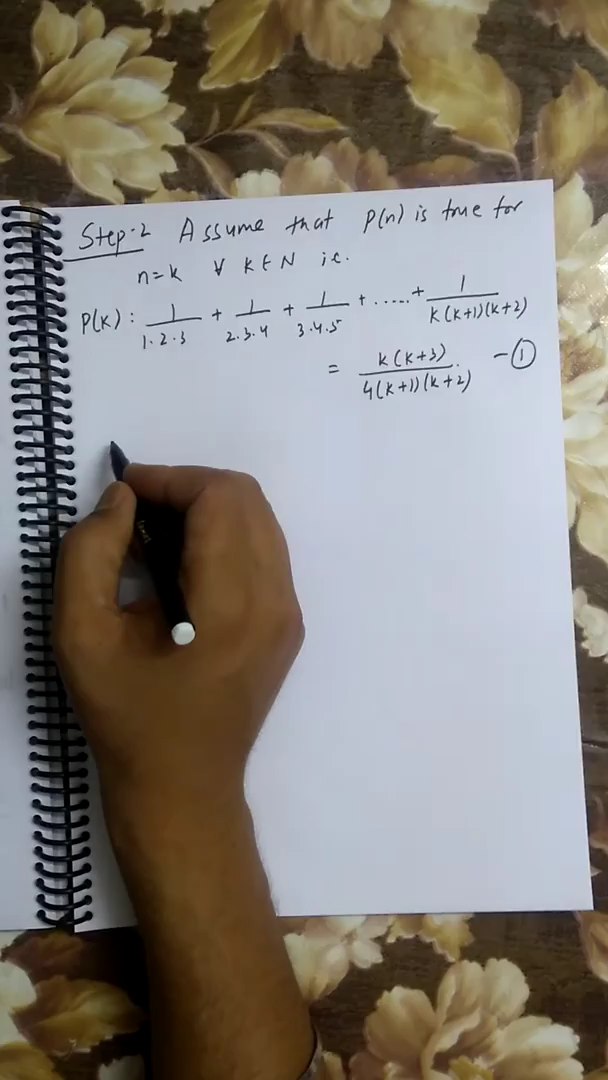 Step-2 Assume that P(n) is true for
n=k ∀ K∈N i.e.
P(K): 1/1·2·3 + 1/2·3·4 + 1/3·4·5 + ..... + 1/K(K+1)(K+2)
= K(K+3)/4(K+1)(K+2) —①